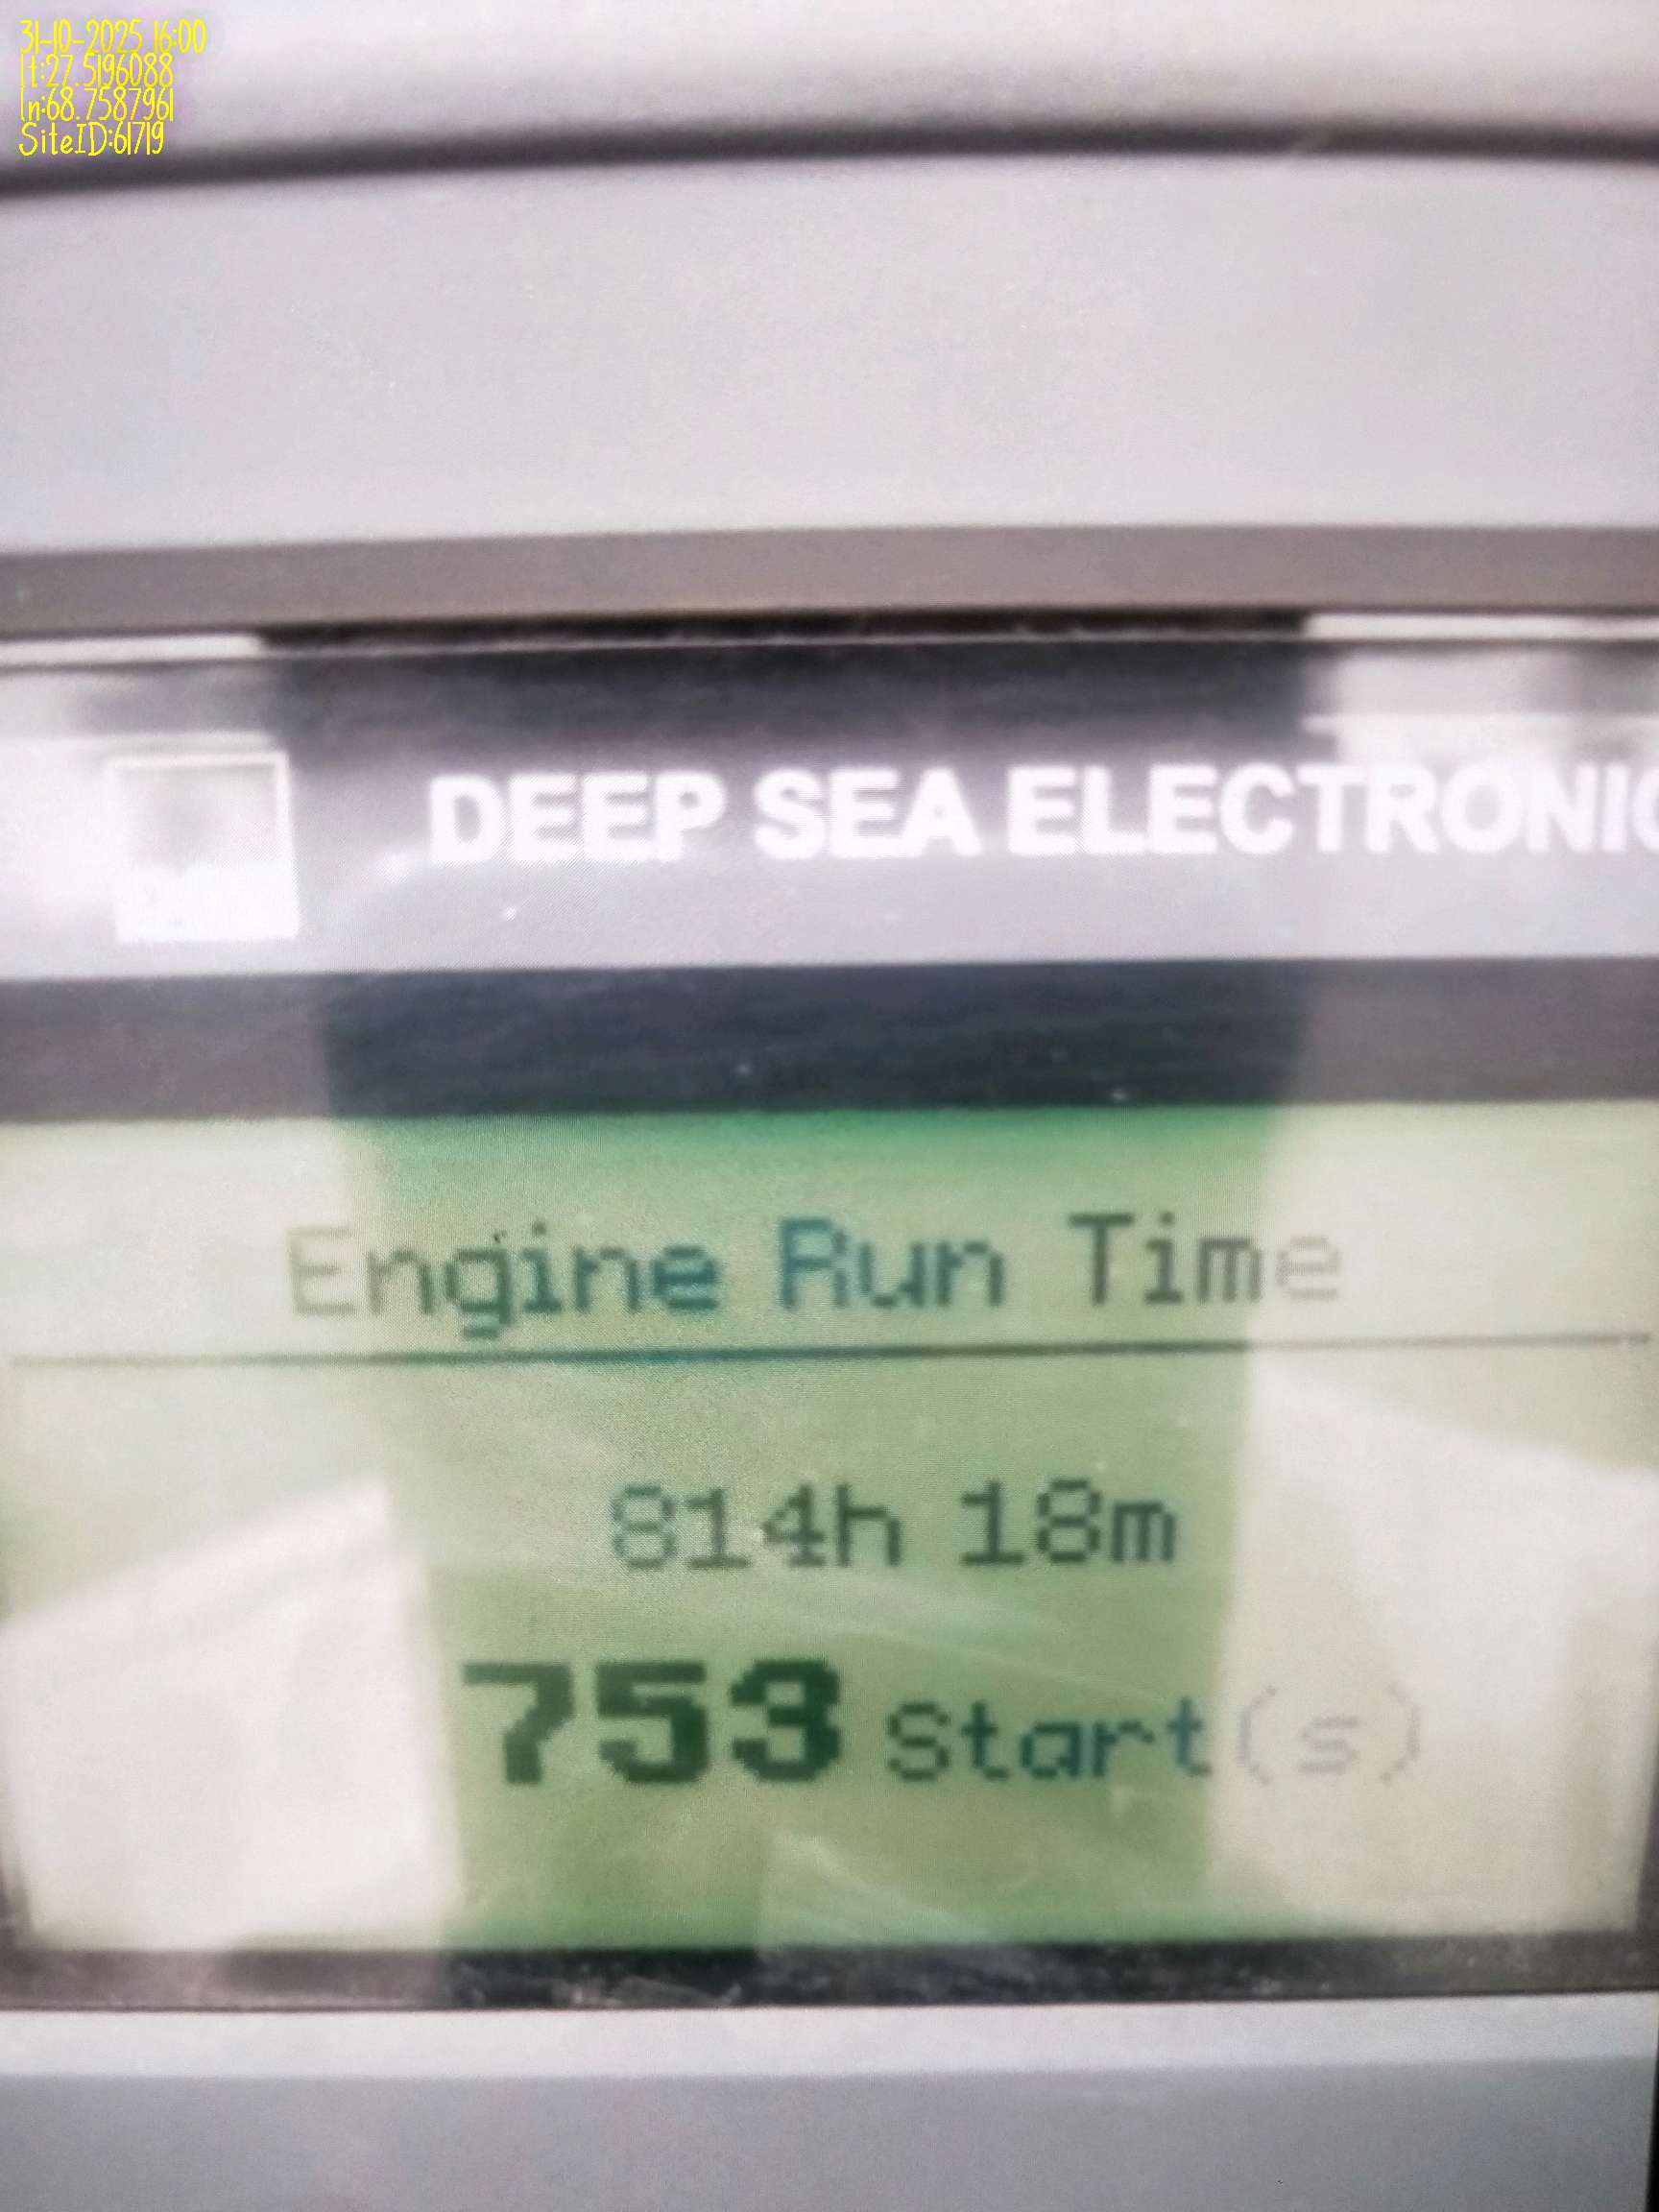 31-10-2025 16:00
lt:27.5196088
ln:68.7587961
SiteID:61719
DEEP SEA ELECTRONIC
Engine Run Time
814h 18m
753 Start(s)